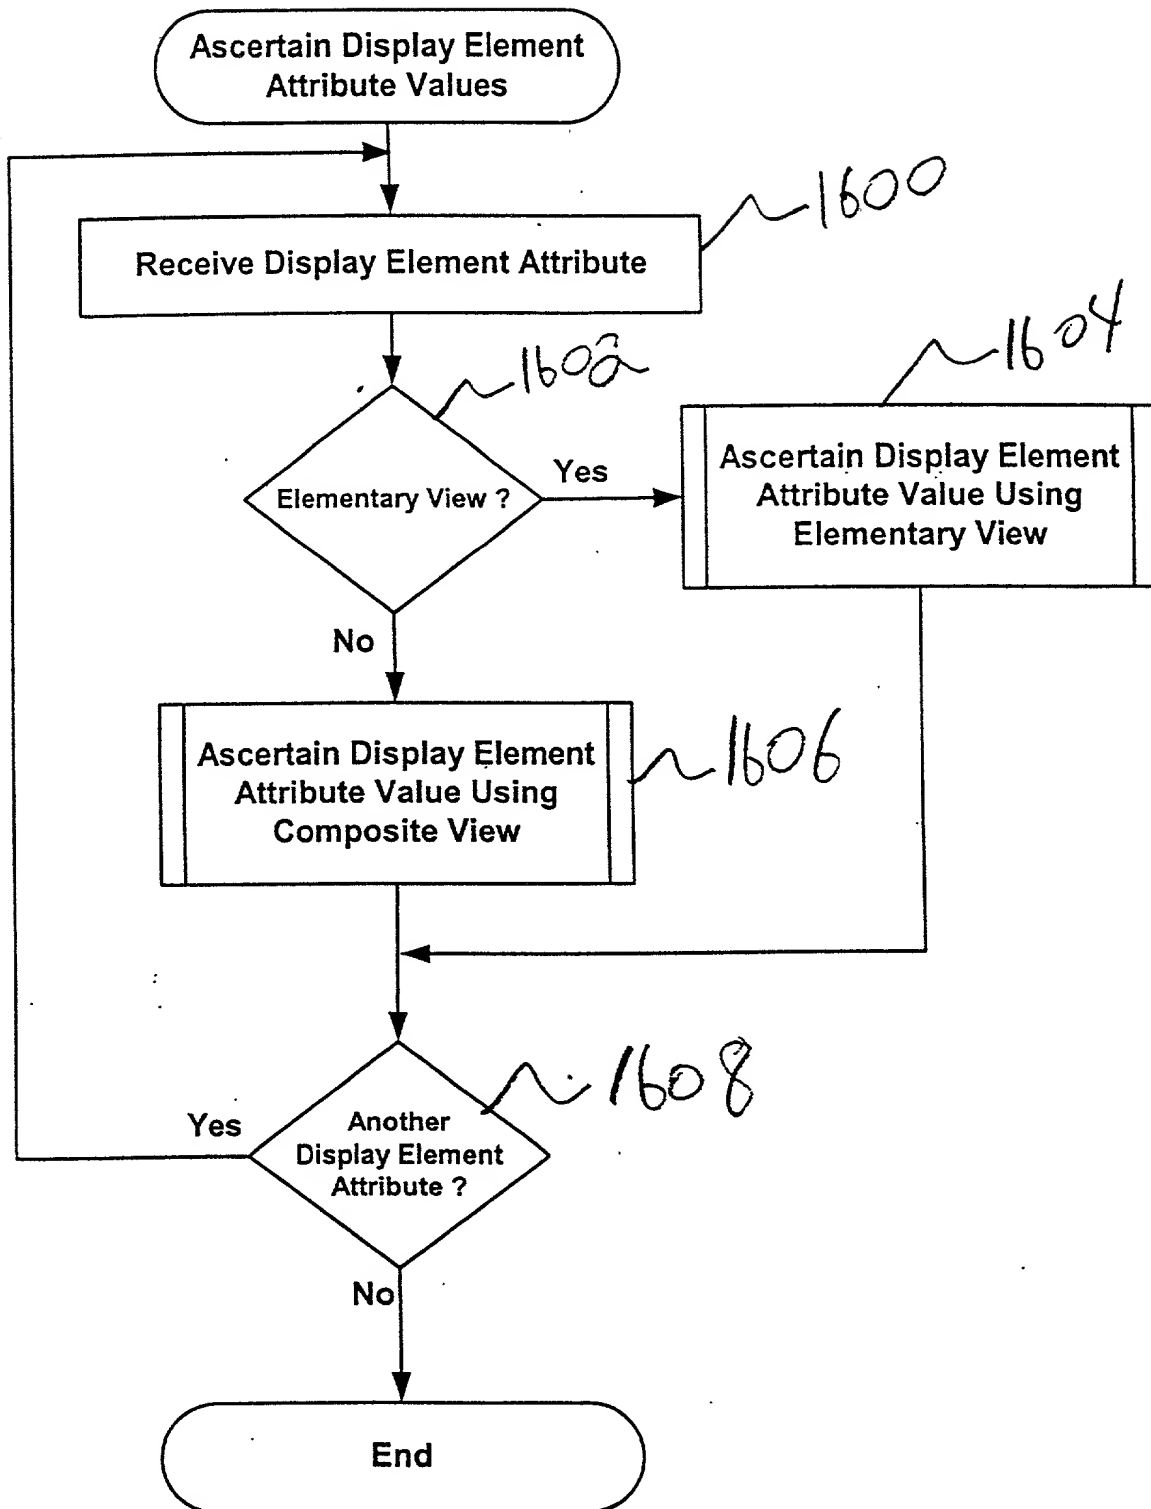 Ascertain Display Element
Attribute Values
1600
Receive Display Element Attribute
1602
1604
Elementary View ?
Yes
Ascertain Display Element
Attribute Value Using
Elementary View
No
Ascertain Display Element
Attribute Value Using
Composite View
1606
1608
Yes
Another
Display Element
Attribute ?
No
End